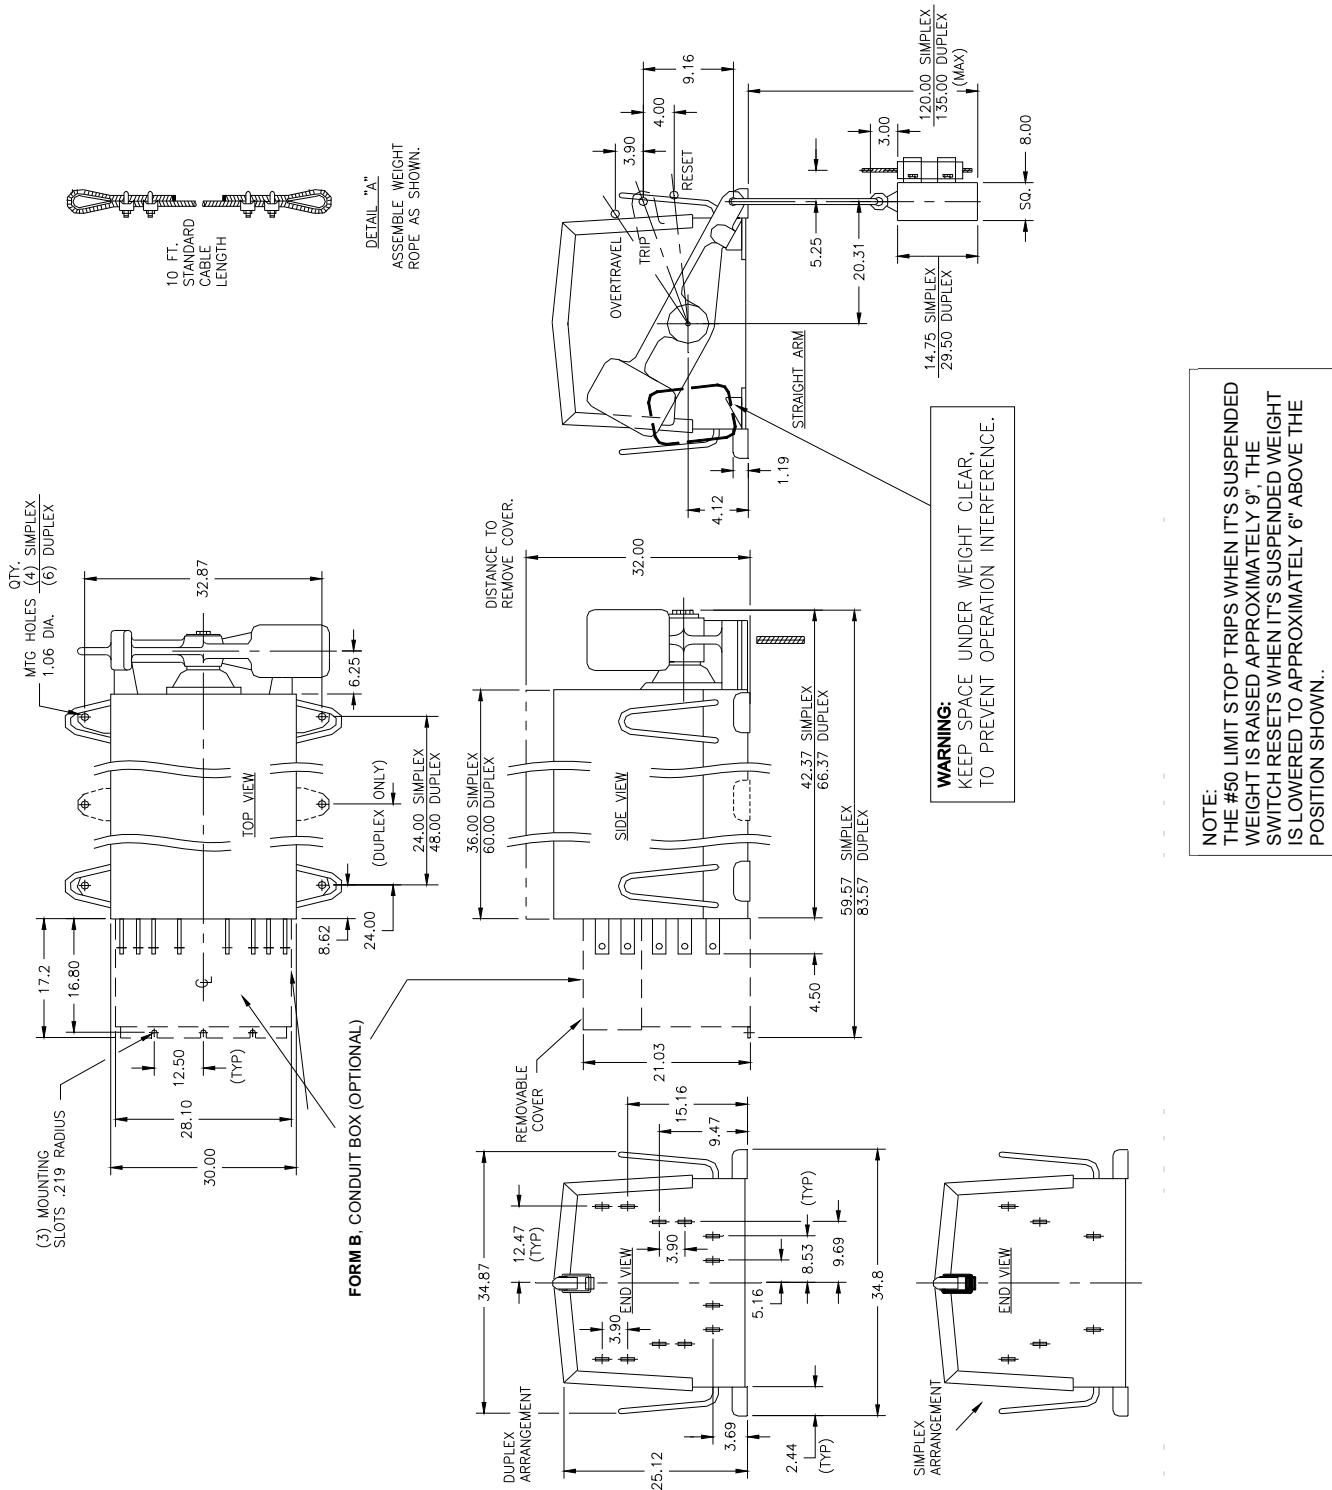 10 FT.
STANDARD
CABLE
LENGTH
DETAIL "A"
ASSEMBLE WEIGHT
ROPE AS SHOWN.
OVERTRAVEL
TRIP
RESET
3.90
4.00
9.16
120.00 SIMPLEX
135.00 DUPLEX
(MAX)
3.00
8.00
SQ.
5.25
20.31
14.75 SIMPLEX
29.50 DUPLEX
STRAIGHT ARM
1.19
4.12
WARNING:
KEEP SPACE UNDER WEIGHT CLEAR,
TO PREVENT OPERATION INTERFERENCE.
MTG HOLES
1.06 DIA.
QTY.
(4) SIMPLEX
(6) DUPLEX
32.87
6.25
TOP VIEW
(DUPLEX ONLY)
24.00 SIMPLEX
48.00 DUPLEX
8.62
24.00
17.2
16.80
CL
12.50
(TYP)
28.10
30.00
(3) MOUNTING
SLOTS .219 RADIUS
FORM B, CONDUIT BOX (OPTIONAL)
DISTANCE TO
REMOVE COVER.
32.00
36.00 SIMPLEX
60.00 DUPLEX
SIDE VIEW
42.37 SIMPLEX
66.37 DUPLEX
59.57 SIMPLEX
83.57 DUPLEX
4.50
21.03
REMOVABLE
COVER
15.16
9.47
12.47
(TYP)
34.87
3.90
3.90
END VIEW
(TYP)
8.53
9.69
5.16
34.8
DUPLEX
ARRANGEMENT
25.12
3.69
2.44
(TYP)
END VIEW
SIMPLEX
ARRANGEMENT
NOTE:
THE #50 LIMIT STOP TRIPS WHEN IT'S SUSPENDED
WEIGHT IS RAISED APPROXIMATELY 9", THE
SWITCH RESETS WHEN IT'S SUSPENDED WEIGHT
IS LOWERED TO APPROXIMATELY 6" ABOVE THE
POSITION SHOWN..